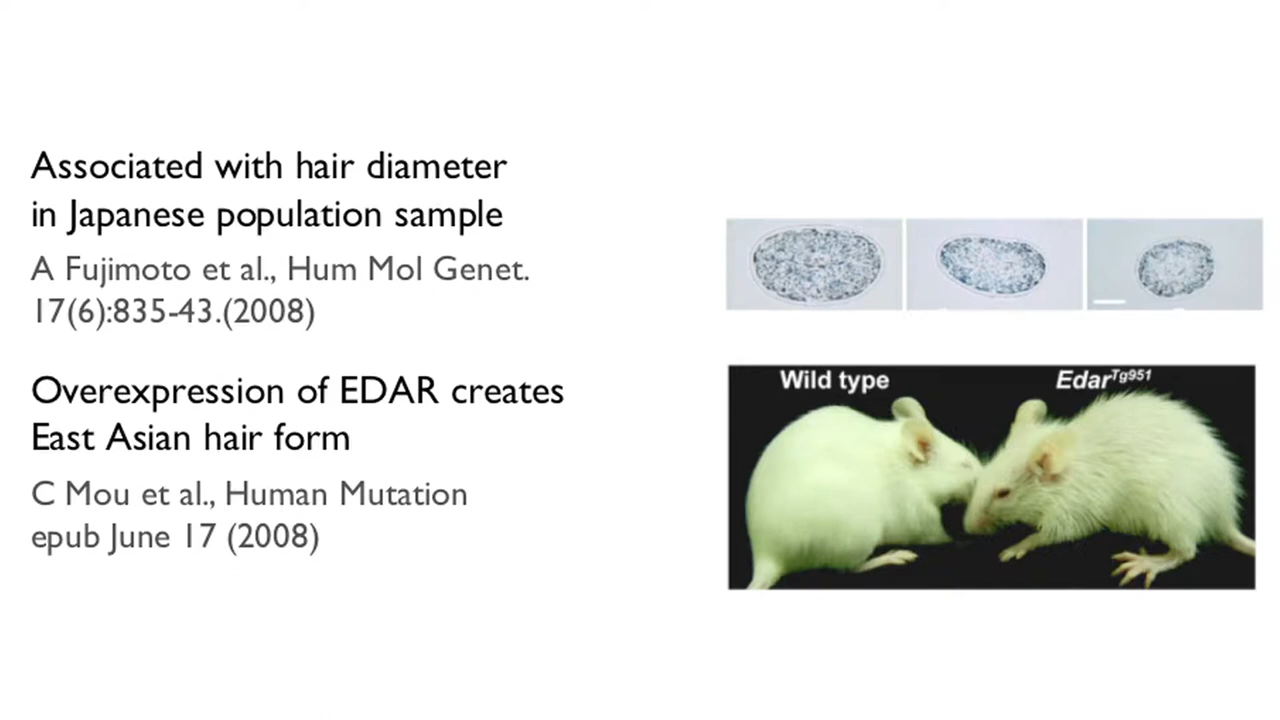 Associated with hair diameter
in Japanese population sample
A Fujimoto et al., Hum Mol Genet.
17(6):835-43.(2008)
Overexpression of EDAR creates
East Asian hair form
C Mou et al., Human Mutation
epub June 17 (2008)
Wild type
EdarTg951